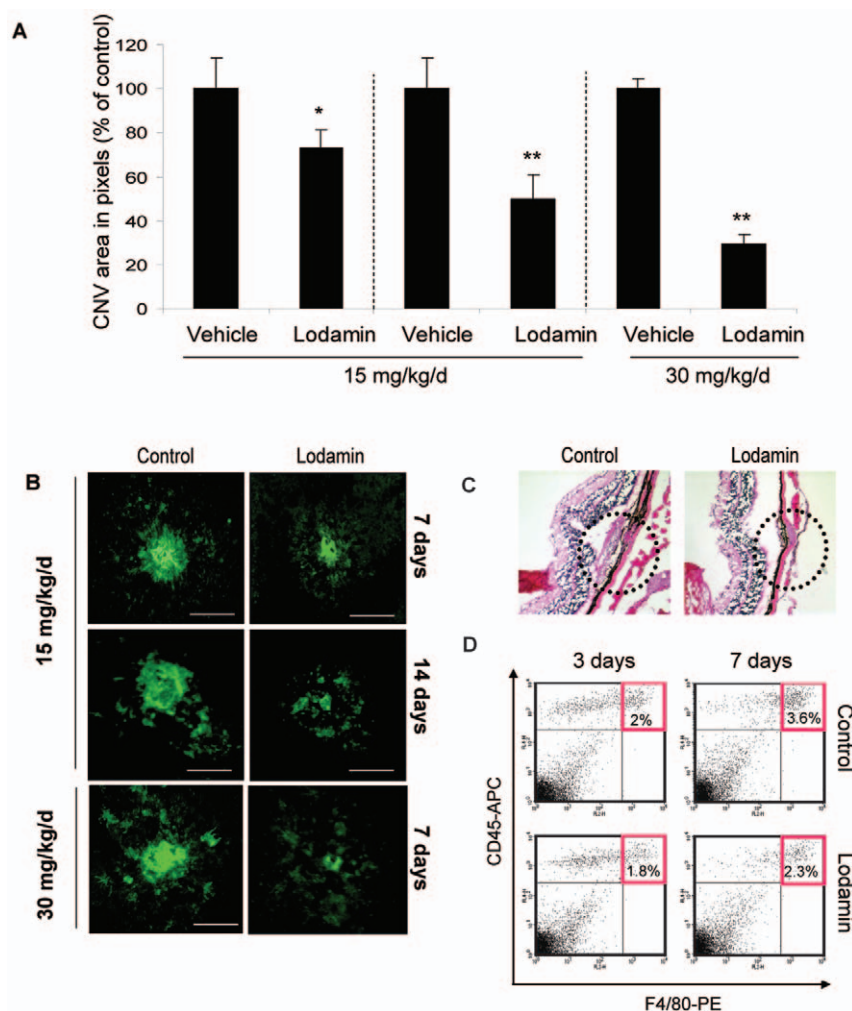 A
CNV area in pixels (% of control)
120
100
80
60
40
20
0
*
**
**
Vehicle Lodamin Vehicle Lodamin Vehicle Lodamin
15 mg/kg/d 30 mg/kg/d
B
Control Lodamin
15 mg/kg/d
7 days
14 days
30 mg/kg/d
7 days
C
Control Lodamin
D
3 days 7 days
2% 3.6%
Control
1.8% 2.3%
Lodamin
CD45-APC
F4/80-PE